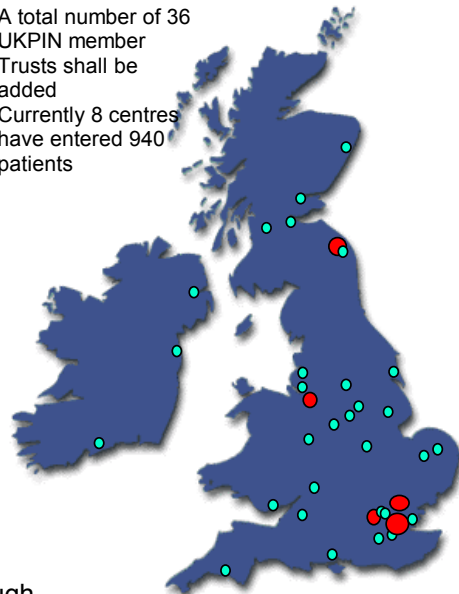 A total number of 36
UKPIN member
Trusts shall be
added
Currently 8 centres
have entered 940
patients